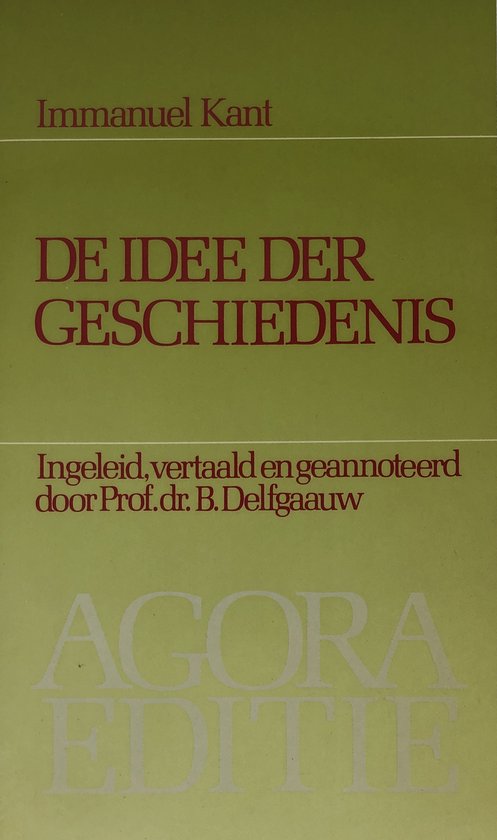 Immanuel Kant
DE IDEE DER
GESCHIEDENIS
Ingeleid, vertaald en geannoteerd
door Prof. dr. B. Delfgaauw
AGORA
EDITIE